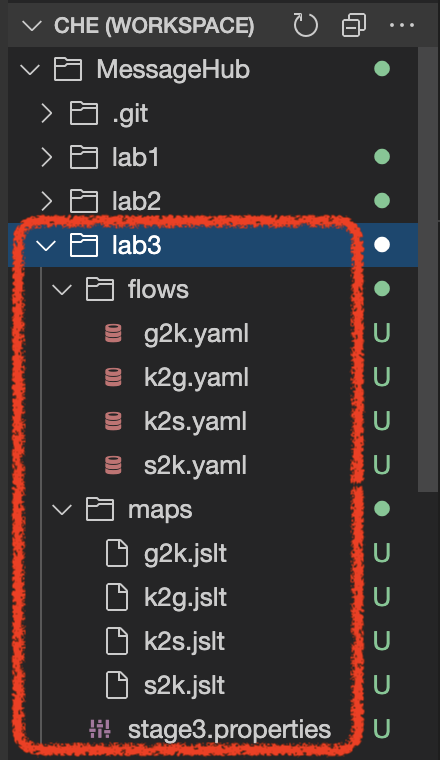 CHE (WORKSPACE)
MessageHub
.git
lab1
lab2
lab3
flows
g2k.yaml U
k2g.yaml U
k2s.yaml U
s2k.yaml U
maps
g2k.jslt U
k2g.jslt U
k2s.jslt U
s2k.jslt U
stage3.properties U